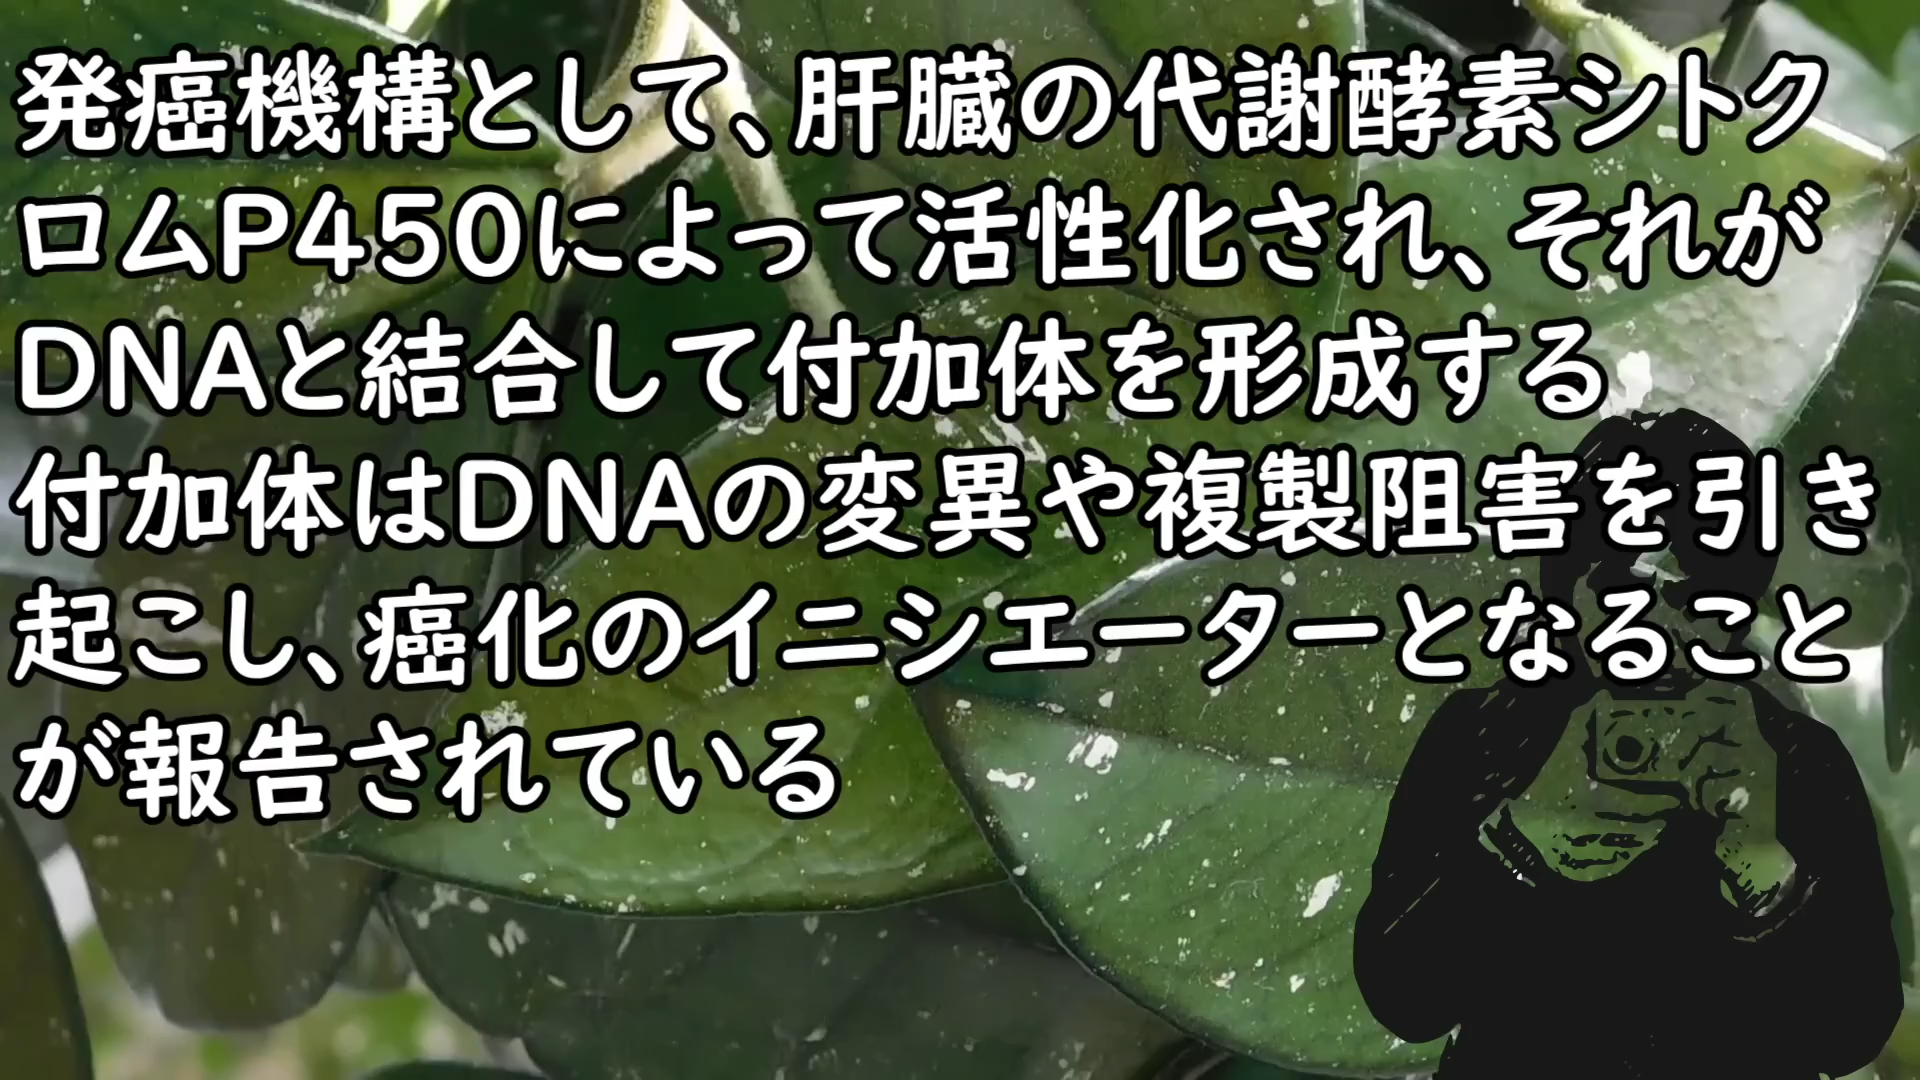 発癌機構として、肝臓の代謝酵素シトク
ロムP450によって活性化され、それが
DNAと結合して付加体を形成する
付加体はDNAの変異や複製阻害を引き
起こし、癌化のイニシエーターとなること
が報告されている